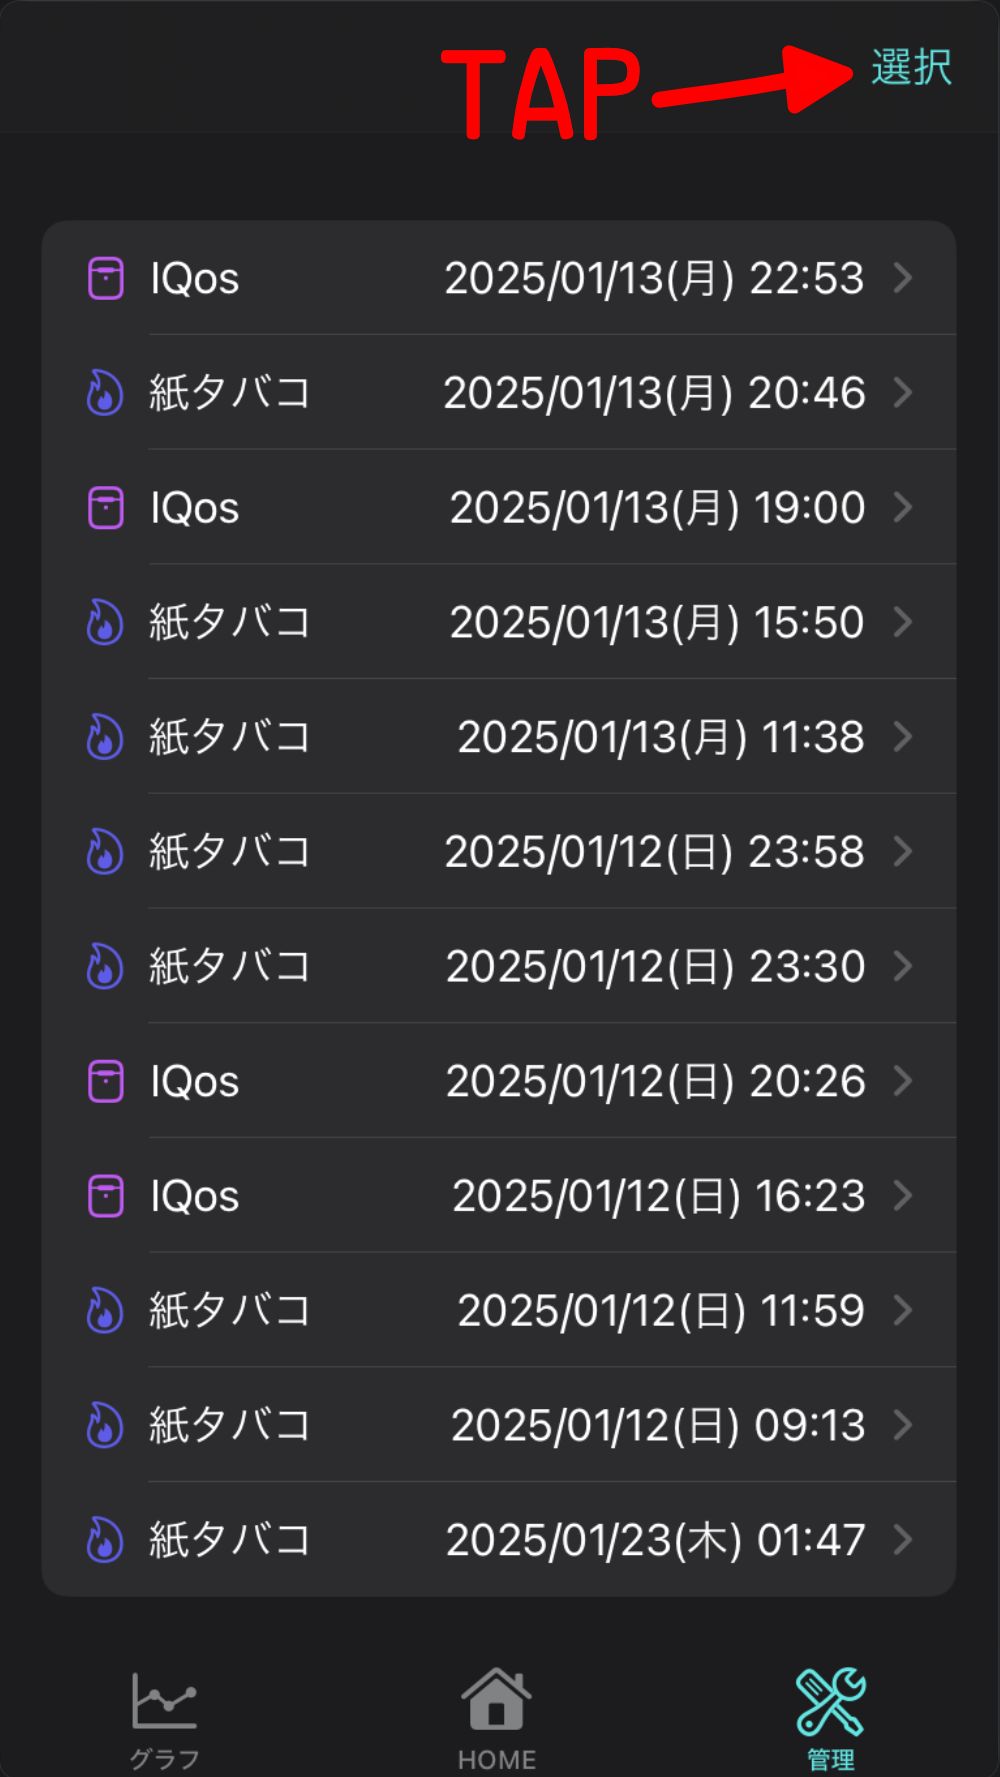 TAP 選択
IQos 2025/01/13(月) 22:53
紙タバコ 2025/01/13(月) 20:46
IQos 2025/01/13(月) 19:00
紙タバコ 2025/01/13(月) 15:50
紙タバコ 2025/01/13(月) 11:38
紙タバコ 2025/01/12(日) 23:58
紙タバコ 2025/01/12(日) 23:30
IQos 2025/01/12(日) 20:26
IQos 2025/01/12(日) 16:23
紙タバコ 2025/01/12(日) 11:59
紙タバコ 2025/01/12(日) 09:13
紙タバコ 2025/01/23(木) 01:47
グラフ HOME 管理